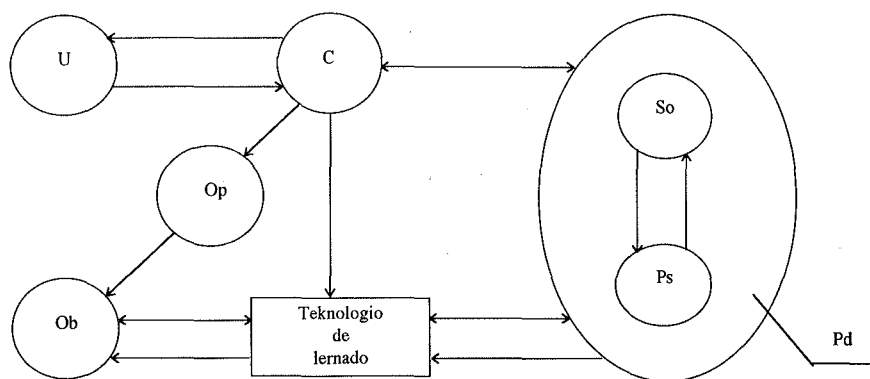 U
C
So
Op
Ps
Ob
Teknologio
de
lernado
Pd